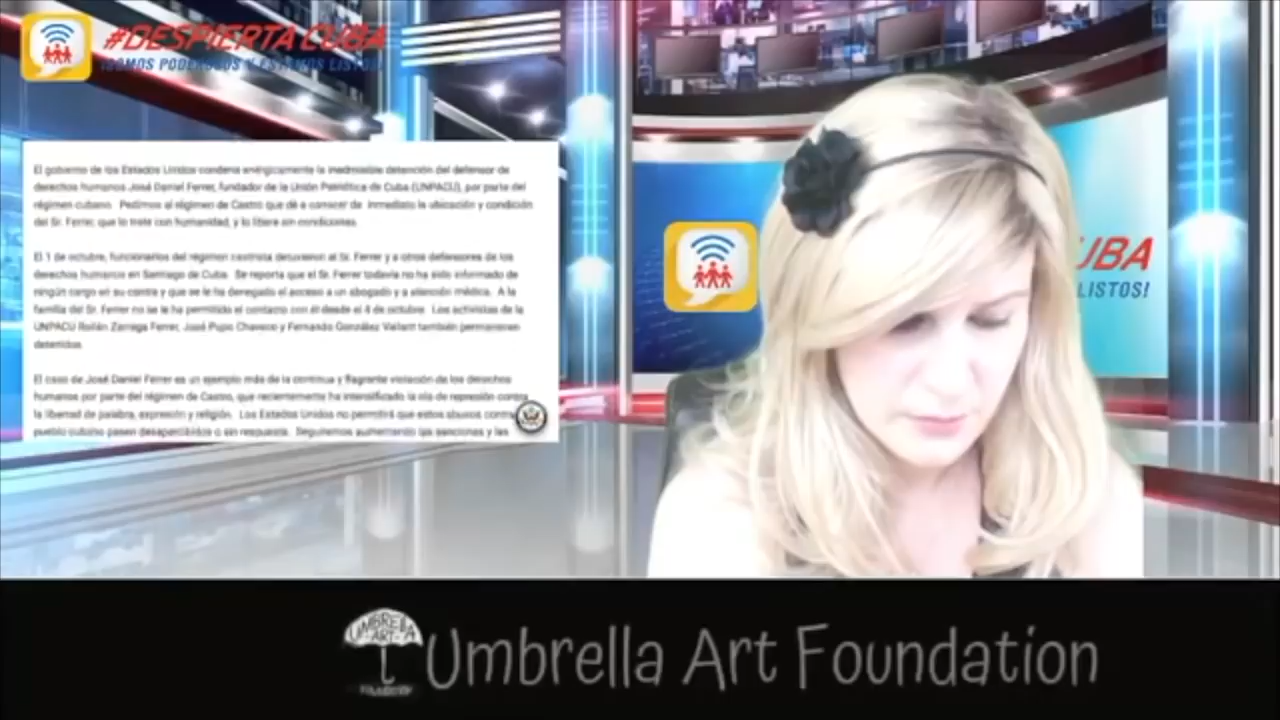 #DESPIERTA CUBA
¡SOMOS PODEROSOS Y ESTAMOS LISTOS!
El gobierno de los Estados Unidos condena enérgicamente la inadmisible detención del defensor de
derechos humanos José Daniel Ferrer, fundador de la Unión Patriótica de Cuba (UNPACU), por parte del
régimen cubano. Pedimos al régimen de Castro que dé a conocer de inmediato la ubicación y condición
del Sr. Ferrer, que lo trate con humanidad, y lo libere sin condiciones.
El 1 de octubre, funcionarios del régimen castrista detuvieron al Sr. Ferrer y a otros defensores de los
derechos humanos en Santiago de Cuba. Se reporta que el Sr. Ferrer todavía no ha sido informado de
ningún cargo en su contra y que se le ha denegado el acceso a un abogado y a atención médica. A la
familia del Sr. Ferrer no se le ha permitido el contacto con él desde el 4 de octubre. Los activistas de la
UNPACU Roilán Zarraga Ferrer, José Pupo Chaveco y Fernando González Vaillant también permanecen
detenidos.
El caso de José Daniel Ferrer es un ejemplo más de la continua y flagrante violación de los derechos
humanos por parte del régimen de Castro, que recientemente ha intensificado la ola de represión contra
la libertad de palabra, expresión y religión. Los Estados Unidos no permitirá que estos abusos contra
pueblo cubano pasen desapercibidos o sin respuesta. Seguiremos aumentando las sanciones y las
UBA
LISTOS!
UMBRELLA
ART
Umbrella Art Foundation